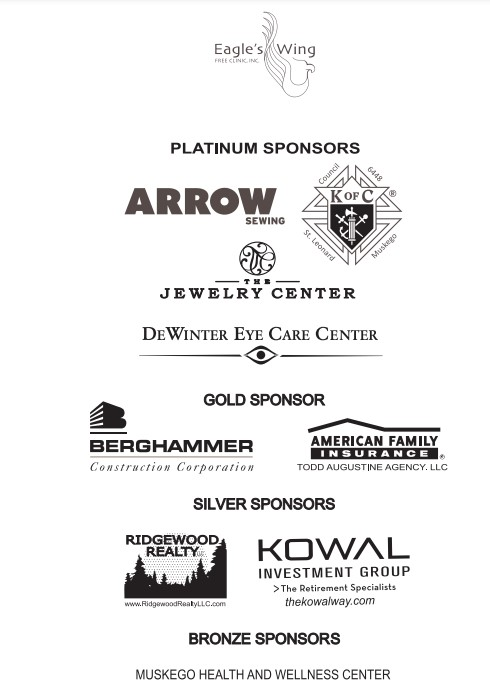 Eagle's Wing
FREE CLINIC, INC.
PLATINUM SPONSORS
ARROW
SEWING
Council 6448
K OF C ®
St. Leonard Muskego
THE
JEWELRY CENTER
DEWINTER EYE CARE CENTER
GOLD SPONSOR
BERGHAMMER
Construction Corporation
AMERICAN FAMILY
INSURANCE ®
TODD AUGUSTINE AGENCY. LLC
SILVER SPONSORS
RIDGEWOOD
REALTY
www.RidgewoodRealtyLLC.com
KOWAL
INVESTMENT GROUP
>The Retirement Specialists
thekowalway.com
BRONZE SPONSORS
MUSKEGO HEALTH AND WELLNESS CENTER